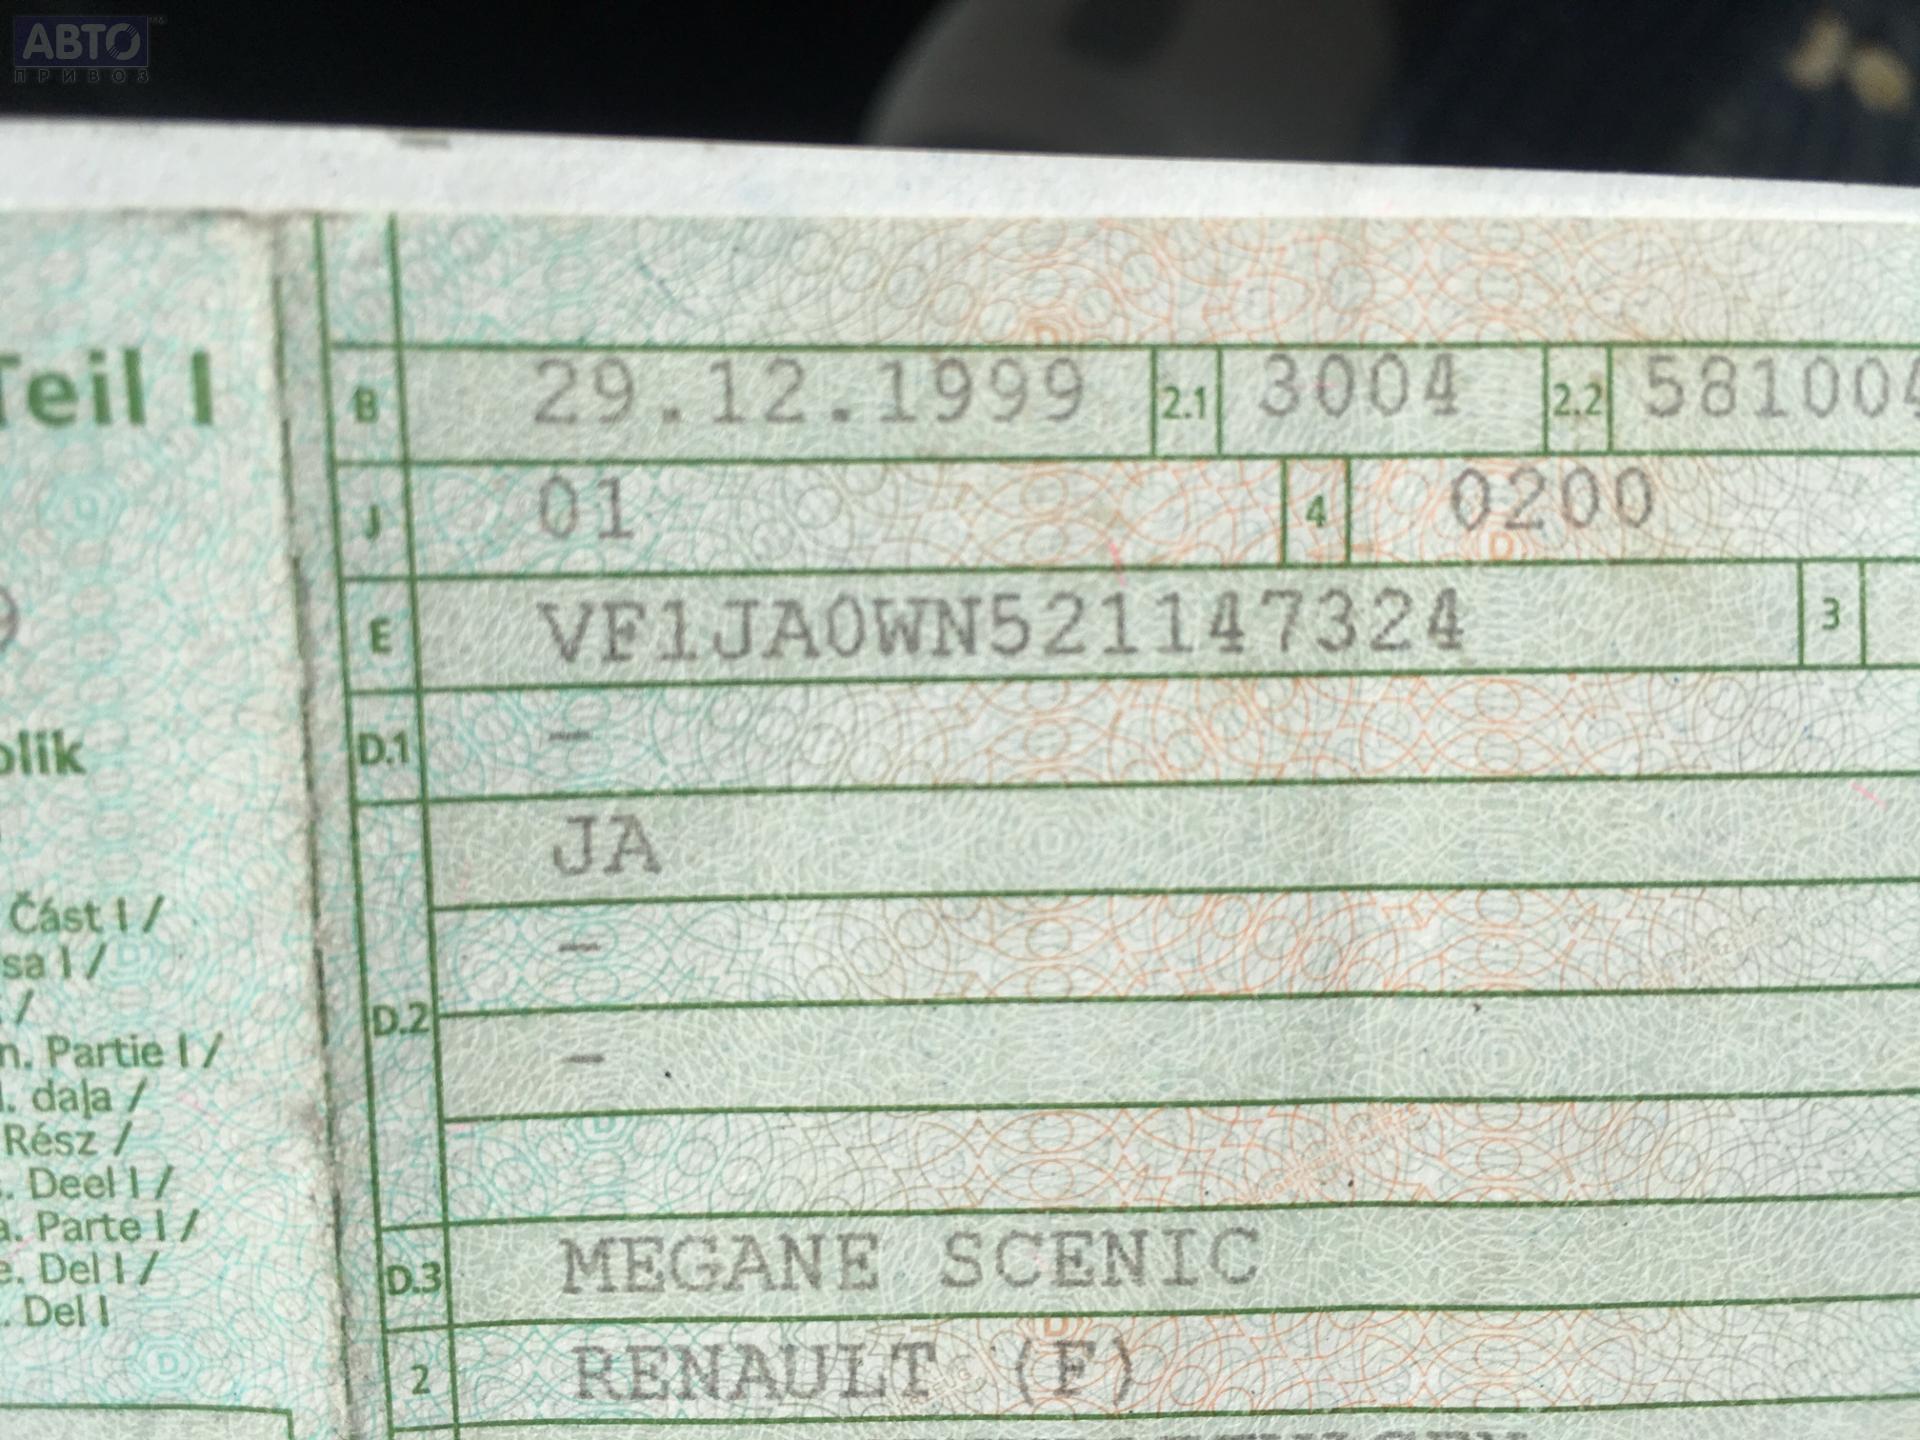 АВТО
ПРИВОЗ
Teil I
B 29.12.1999 2.1 3004 2.2 581004
J 01 4 0200
E VF1JA0WN521147324 3
D.1 -
JA
-
D.2
-
D.3 MEGANE SCENIC
2 RENAULT (F)
Část I /
Partie I /
daļa /
Rész /
Deel I /
Parte I /
Del I /
Del I